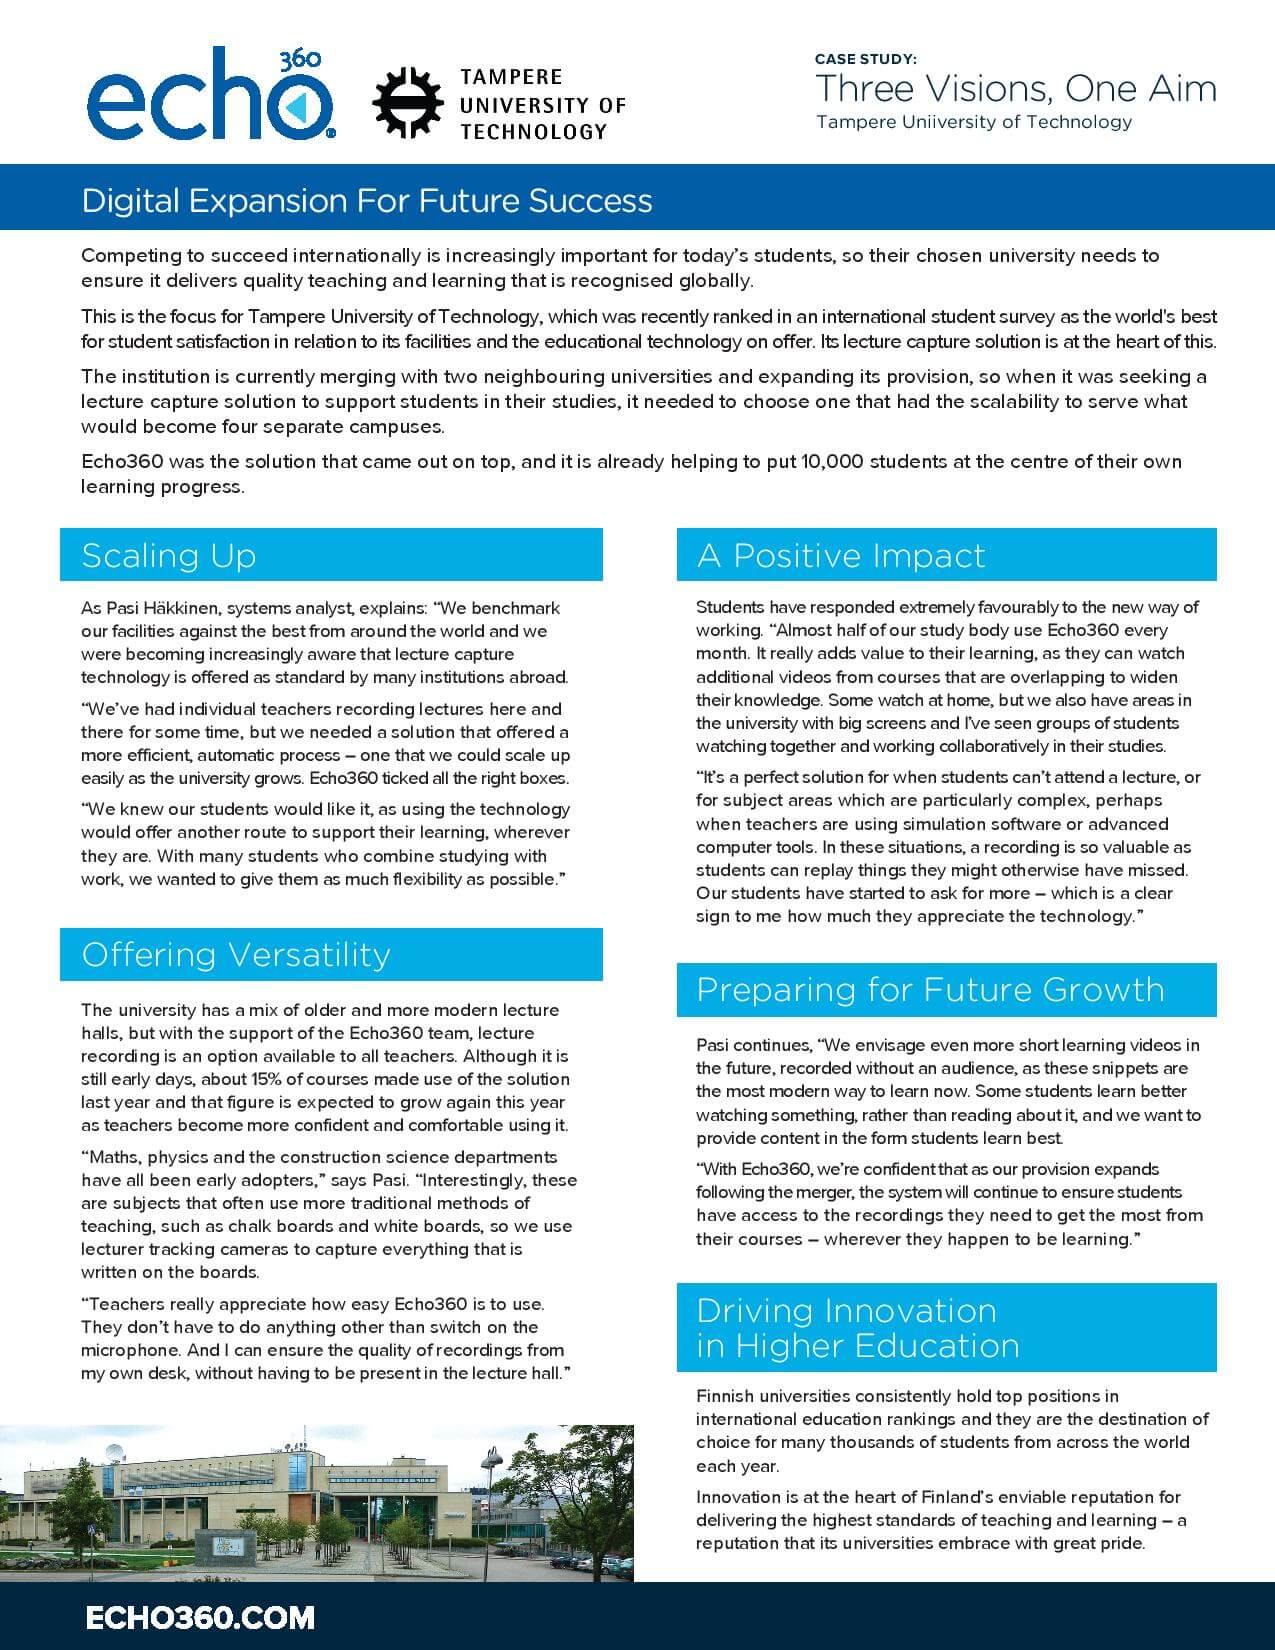 echo 360
TAMPERE
UNIVERSITY OF
TECHNOLOGY
CASE STUDY:
Three Visions, One Aim
Tampere Uniiversity of Technology
Digital Expansion For Future Success
Competing to succeed internationally is increasingly important for today's students, so their chosen university needs to
ensure it delivers quality teaching and learning that is recognised globally.
This is the focus for Tampere University of Technology, which was recently ranked in an international student survey as the world's best
for student satisfaction in relation to its facilities and the educational technology on offer. Its lecture capture solution is at the heart of this.
The institution is currently merging with two neighbouring universities and expanding its provision, so when it was seeking a
lecture capture solution to support students in their studies, it needed to choose one that had the scalability to serve what
would become four separate campuses.
Echo360 was the solution that came out on top, and it is already helping to put 10,000 students at the centre of their own
learning progress.
Scaling Up
As Pasi Häkkinen, systems analyst, explains: “We benchmark
our facilities against the best from around the world and we
were becoming increasingly aware that lecture capture
technology is offered as standard by many institutions abroad.
“We've had individual teachers recording lectures here and
there for some time, but we needed a solution that offered a
more efficient, automatic process – one that we could scale up
easily as the university grows. Echo360 ticked all the right boxes.
“We knew our students would like it, as using the technology
would offer another route to support their learning, wherever
they are. With many students who combine studying with
work, we wanted to give them as much flexibility as possible.”
Offering Versatility
The university has a mix of older and more modern lecture
halls, but with the support of the Echo360 team, lecture
recording is an option available to all teachers. Although it is
still early days, about 15% of courses made use of the solution
last year and that figure is expected to grow again this year
as teachers become more confident and comfortable using it.
“Maths, physics and the construction science departments
have all been early adopters,” says Pasi. “Interestingly, these
are subjects that often use more traditional methods of
teaching, such as chalk boards and white boards, so we use
lecturer tracking cameras to capture everything that is
written on the boards.
“Teachers really appreciate how easy Echo360 is to use.
They don't have to do anything other than switch on the
microphone. And I can ensure the quality of recordings from
my own desk, without having to be present in the lecture hall.”
A Positive Impact
Students have responded extremely favourably to the new way of
working. “Almost half of our study body use Echo360 every
month. It really adds value to their learning, as they can watch
additional videos from courses that are overlapping to widen
their knowledge. Some watch at home, but we also have areas in
the university with big screens and I've seen groups of students
watching together and working collaboratively in their studies.
“It's a perfect solution for when students can't attend a lecture, or
for subject areas which are particularly complex, perhaps
when teachers are using simulation software or advanced
computer tools. In these situations, a recording is so valuable as
students can replay things they might otherwise have missed.
Our students have started to ask for more – which is a clear
sign to me how much they appreciate the technology.”
Preparing for Future Growth
Pasi continues, “We envisage even more short learning videos in
the future, recorded without an audience, as these snippets are
the most modern way to learn now. Some students learn better
watching something, rather than reading about it, and we want to
provide content in the form students learn best.
“With Echo360, we're confident that as our provision expands
following the merger, the system will continue to ensure students
have access to the recordings they need to get the most from
their courses – wherever they happen to be learning.”
Driving Innovation
in Higher Education
Finnish universities consistently hold top positions in
international education rankings and they are the destination of
choice for many thousands of students from across the world
each year.
Innovation is at the heart of Finland's enviable reputation for
delivering the highest standards of teaching and learning – a
reputation that its universities embrace with great pride.
ECHO360.COM